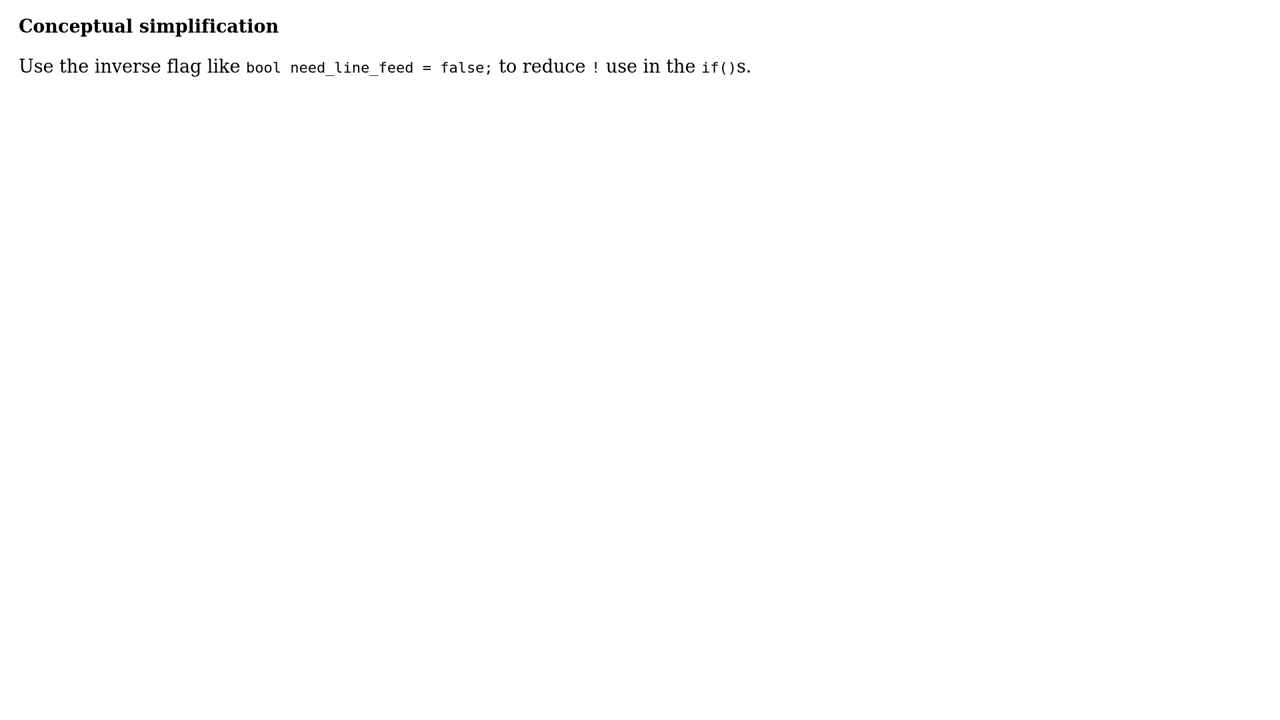 Conceptual simplification
Use the inverse flag like bool need_line_feed = false; to reduce ! use in the if()s.